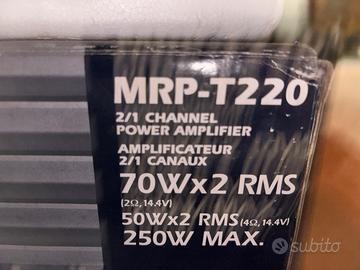 MRP-T220
2/1 CHANNEL
POWER AMPLIFIER
AMPLIFICATEUR
2/1 CANAUX
70Wx2 RMS
(2Ω, 14.4V)
50Wx2 RMS (4Ω, 14.4V)
250W MAX.
subito